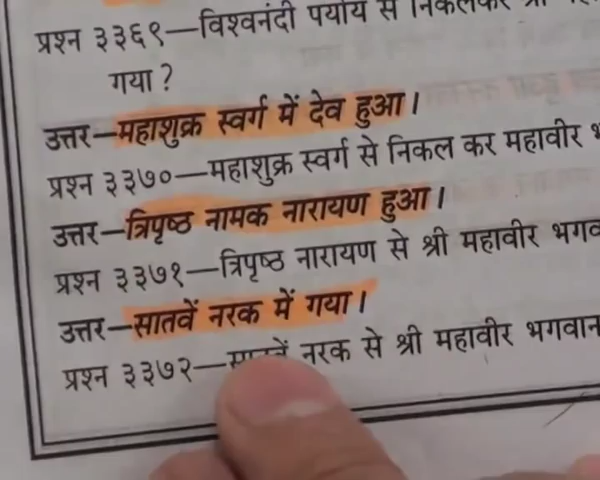 प्रश्न ३३६९—विश्वनंदी पर्याय से निकलकर श्री
गया ?
उत्तर—महाशुक्र स्वर्ग में देव हुआ।
प्रश्न ३३७०—महाशुक्र स्वर्ग से निकल कर महावीर
उत्तर—त्रिपृष्ठ नामक नारायण हुआ।
प्रश्न ३३७१—त्रिपृष्ठ नारायण से श्री महावीर भगव
उत्तर—सातवें नरक में गया।
प्रश्न ३३७२—सातवें नरक से श्री महावीर भगवान